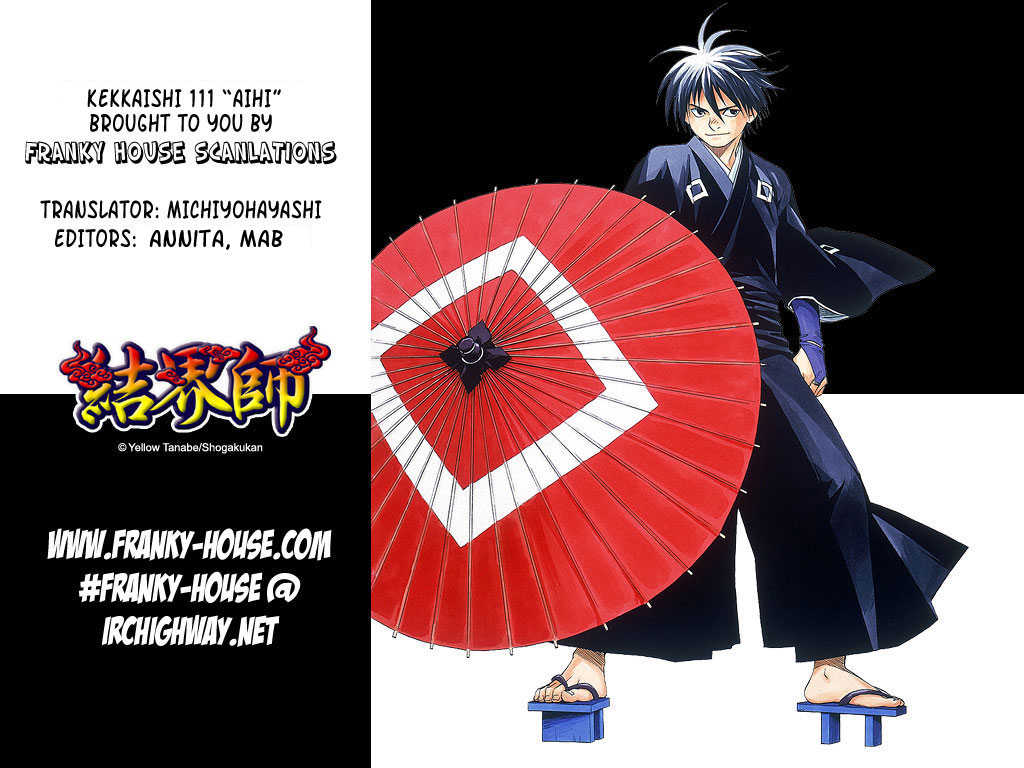 KEKKAISHI 111 "AIHI"
BROUGHT TO YOU BY
FRANKY HOUSE SCANLATIONS
TRANSLATOR: MICHIYOHAYASHI
EDITORS: ANNITA, MAB
結界師
© Yellow Tanabe/Shogakukan
WWW.FRANKY-HOUSE.COM
#FRANKY-HOUSE @
IRCHIGHWAY.NET